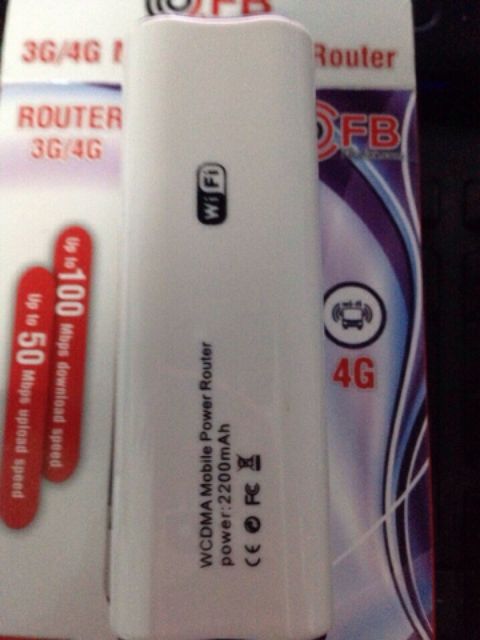 FB
3G/4G
Router
ROUTER
3G/4G
FB
WiFi
Up to 100 Mbps download speed
Up to 50 Mbps upload speed
4G
WCDMA Mobile Power Router
power:2200mAh
CE FC